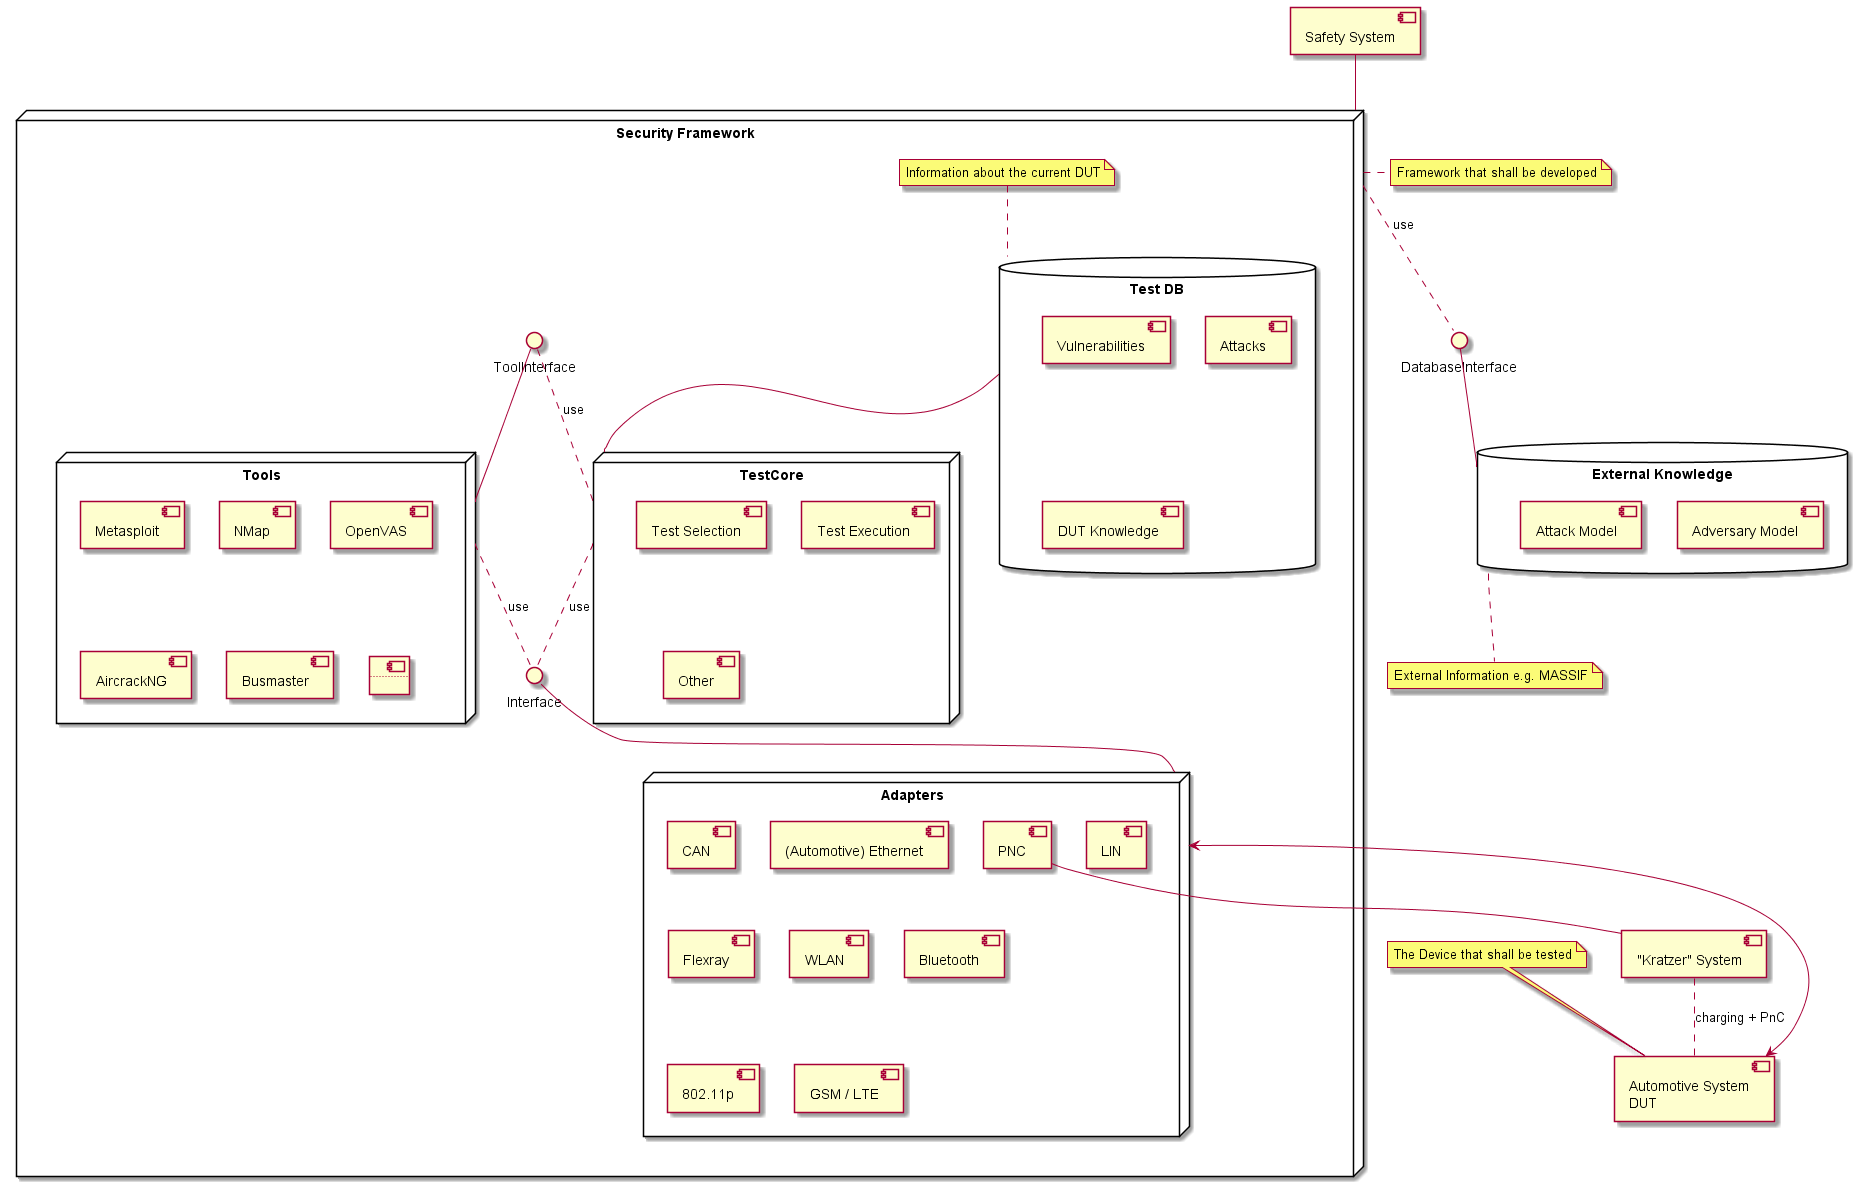 Safety System
Security Framework
Information about the current DUT
Framework that shall be developed
use
Test DB
Vulnerabilities
Attacks
ToolInterface
DatabaseInterface
use
Tools
TestCore
External Knowledge
Metasploit
NMap
OpenVAS
Test Selection
Test Execution
DUT Knowledge
Attack Model
Adversary Model
use
use
AircrackNG
Busmaster
Other
External Information e.g. MASSIF
Interface
Adapters
CAN
(Automotive) Ethernet
PNC
LIN
Flexray
WLAN
Bluetooth
The Device that shall be tested
"Kratzer" System
charging + PnC
802.11p
GSM / LTE
Automotive System
DUT